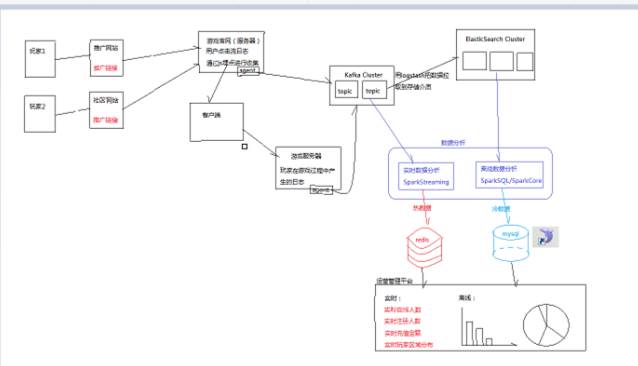 玩家1
推广网站
推广链接
玩家2
社区网站
推广链接
游戏官网（服务器）
用户点击流日志
通过js埋点进行收集
agent
客户端
游戏服务器
玩家在游戏过程中产
生的日志
agent
Kafka Cluster
topic
topic
用logstash把数据拉
取到存储介质
ElasticSearch Cluster
数据分析
实时数据分析
SparkStreaming
离线数据分析
SparkSQL/SparkCore
热数据
冷数据
redis
mysql
运营管理平台
实时：
实时在线人数
实时注册人数
实时充值金额
实时玩家区域分布
离线：